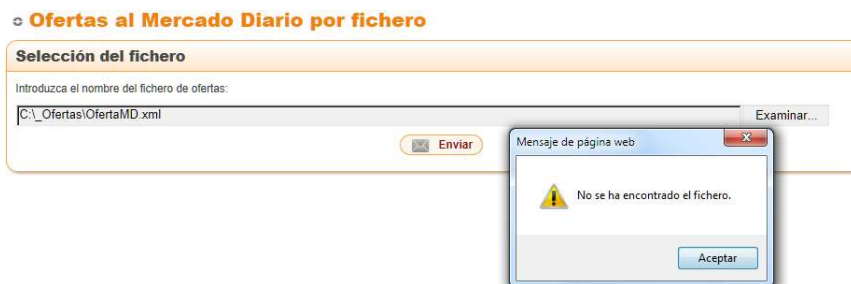 Ofertas al Mercado Diario por fichero
Selección del fichero
Introduzca el nombre del fichero de ofertas:
C:\_Ofertas\OfertaMD.xml
Examinar...
Enviar
Mensaje de página web
No se ha encontrado el fichero.
Aceptar